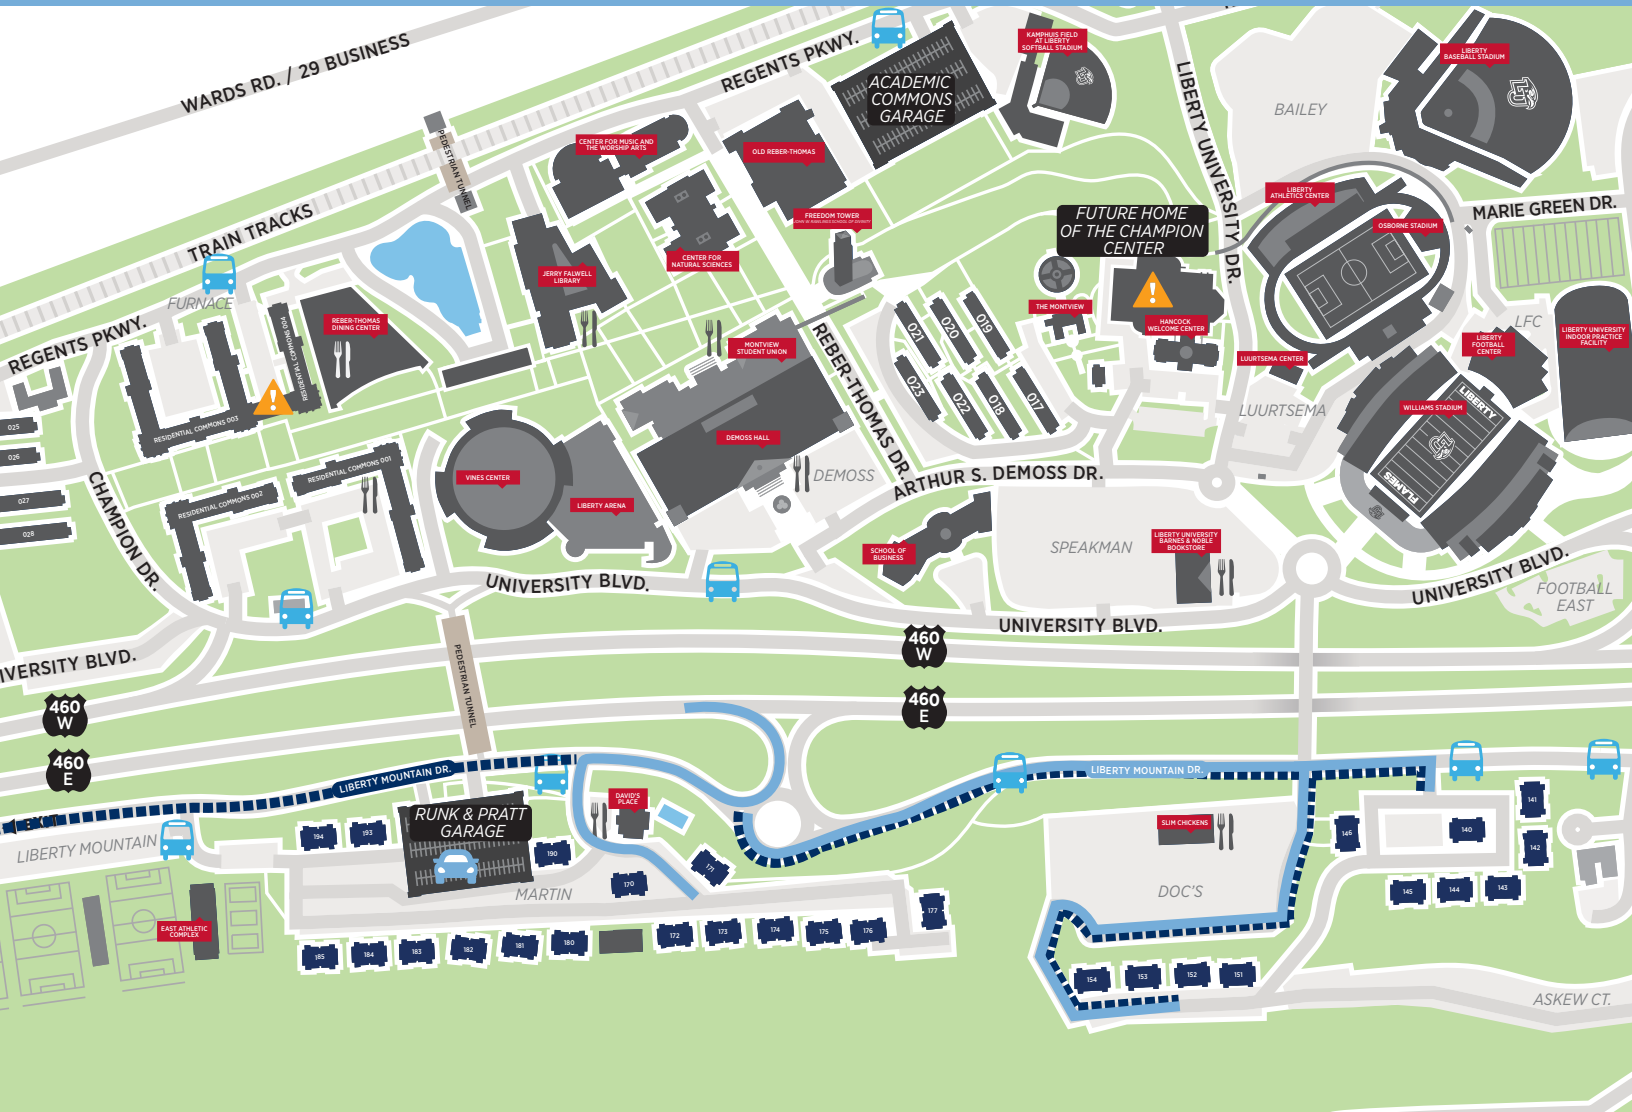 WARDS RD. / 29 BUSINESS
REGENTS PKWY.
TRAIN TRACKS
PEDESTRIAN TUNNEL
ACADEMIC
COMMONS
GARAGE
KAMPHUIS FIELD
AT LIBERTY
SOFTBALL STADIUM
LIBERTY UNIVERSITY DR.
BAILEY
LIBERTY
BASEBALL STADIUM
LU
CENTER FOR MUSIC AND
THE WORSHIP ARTS
OLD REBER-THOMAS
FREEDOM TOWER
JOHN W. RAWLINGS SCHOOL OF DIVINITY
FUTURE HOME
OF THE CHAMPION
CENTER
LIBERTY
ATHLETICS CENTER
OSBORNE STADIUM
MARIE GREEN DR.
CENTER FOR
NATURAL SCIENCES
JERRY FALWELL
LIBRARY
FURNACE
REGENTS PKWY.
RESIDENTIAL COMMONS 004
REBER-THOMAS
DINING CENTER
MONTVIEW
STUDENT UNION
REBER-THOMAS DR.
021
020
019
THE MONTVIEW
HANCOCK
WELCOME CENTER
LUURTSEMA CENTER
LIBERTY
FOOTBALL
CENTER
LFC
LIBERTY UNIVERSITY
INDOOR PRACTICE
FACILITY
023
022
018
017
LUURTSEMA
WILLIAMS STADIUM
LIBERTY
FLAMES
025
026
027
028
RESIDENTIAL COMMONS 003
RESIDENTIAL COMMONS 001
RESIDENTIAL COMMONS 002
CHAMPION DR.
VINES CENTER
LIBERTY ARENA
DEMOSS HALL
DEMOSS
ARTHUR S. DEMOSS DR.
SCHOOL OF
BUSINESS
SPEAKMAN
LIBERTY UNIVERSITY
BARNES & NOBLE
BOOKSTORE
UNIVERSITY BLVD.
UNIVERSITY BLVD.
UNIVERSITY BLVD.
FOOTBALL
EAST
IVERSITY BLVD.
PEDESTRIAN TUNNEL
460
W
460
W
460
E
460
E
LIBERTY MOUNTAIN DR.
LIBERTY MOUNTAIN DR.
EXIT
LIBERTY MOUNTAIN
RUNK & PRATT
GARAGE
DAVID'S
PLACE
SLIM CHICKENS
DOC'S
MARTIN
EAST ATHLETIC
COMPLEX
194
193
190
170
171
177
185
184
183
182
181
180
172
173
174
175
176
154
153
152
151
146
140
141
142
145
144
143
ASKEW CT.